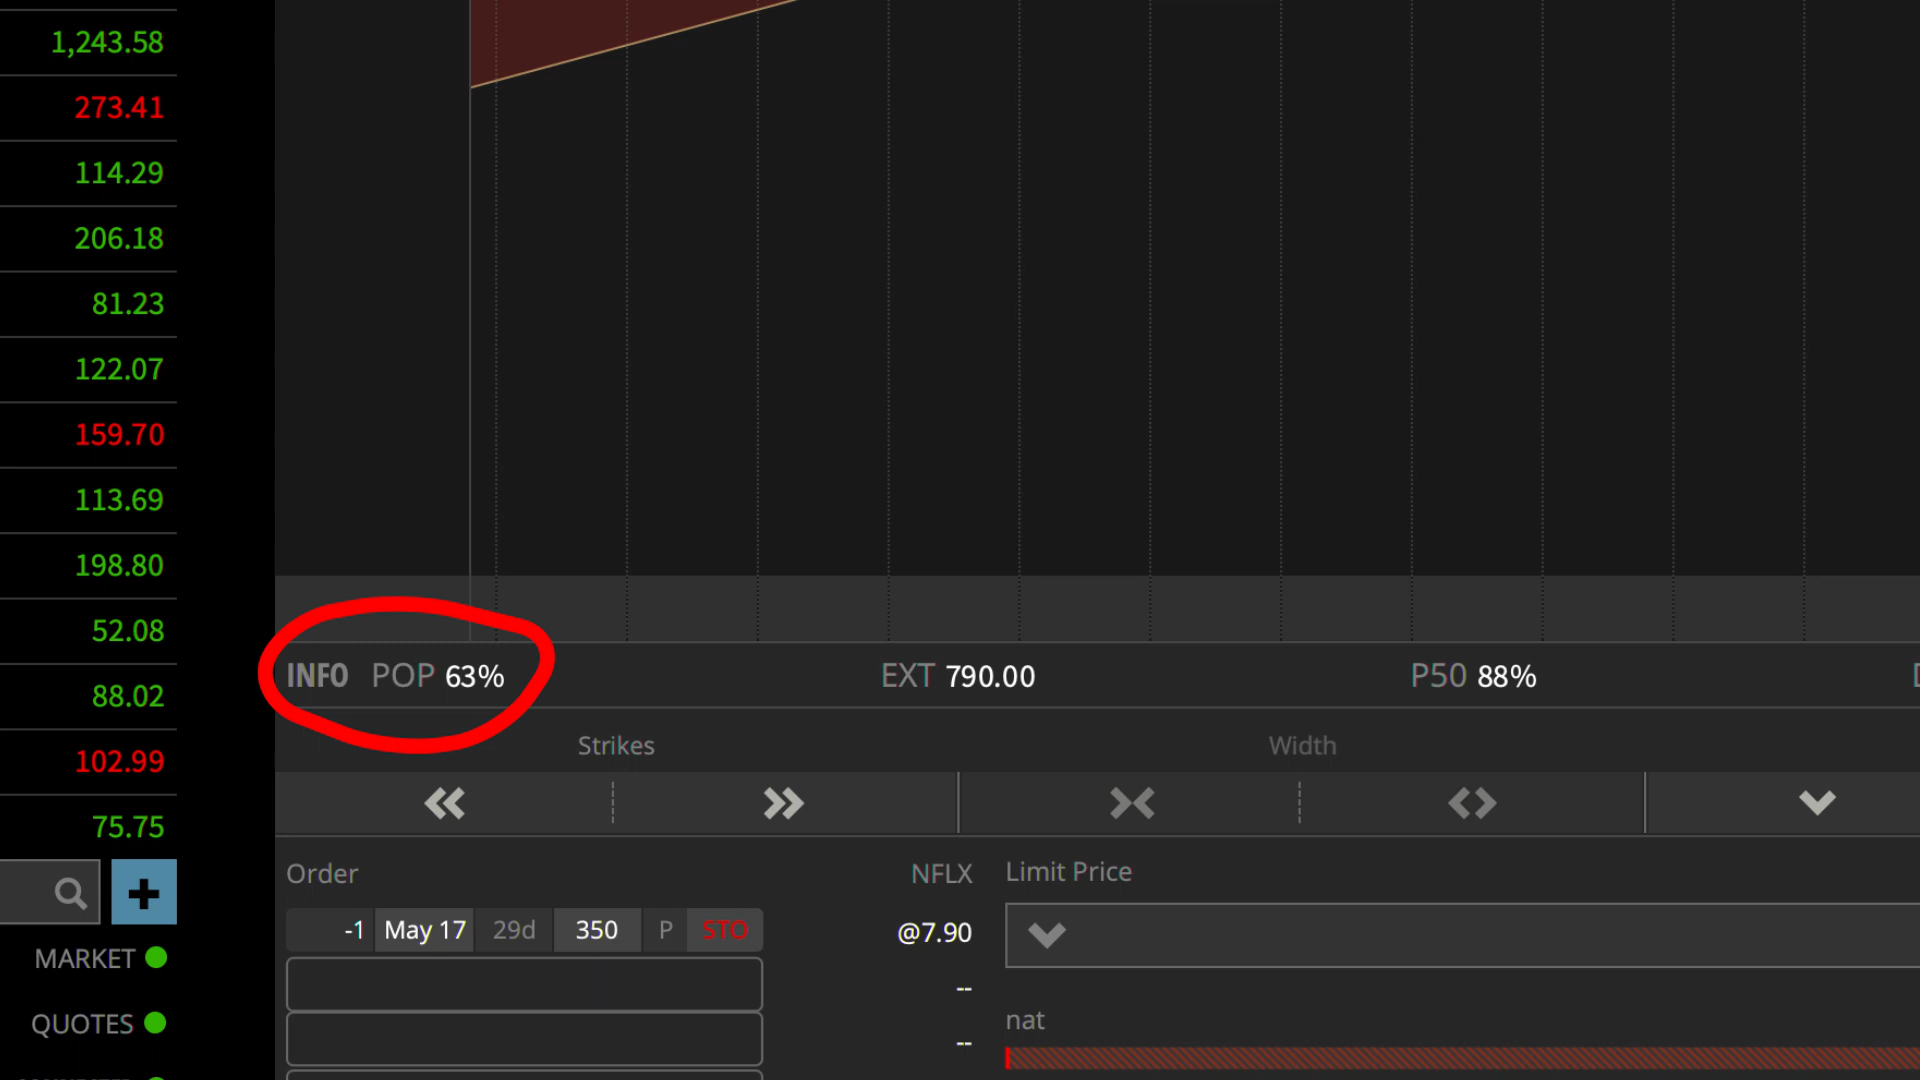 1,243.58
273.41
114.29
206.18
81.23
122.07
159.70
113.69
198.80
52.08
88.02
102.99
75.75
MARKET
QUOTES
INFO POP 63% EXT 790.00 P50 88%
Strikes Width
Order NFLX Limit Price
-1 May 17 29d 350 P STO @7.90
--
--
nat